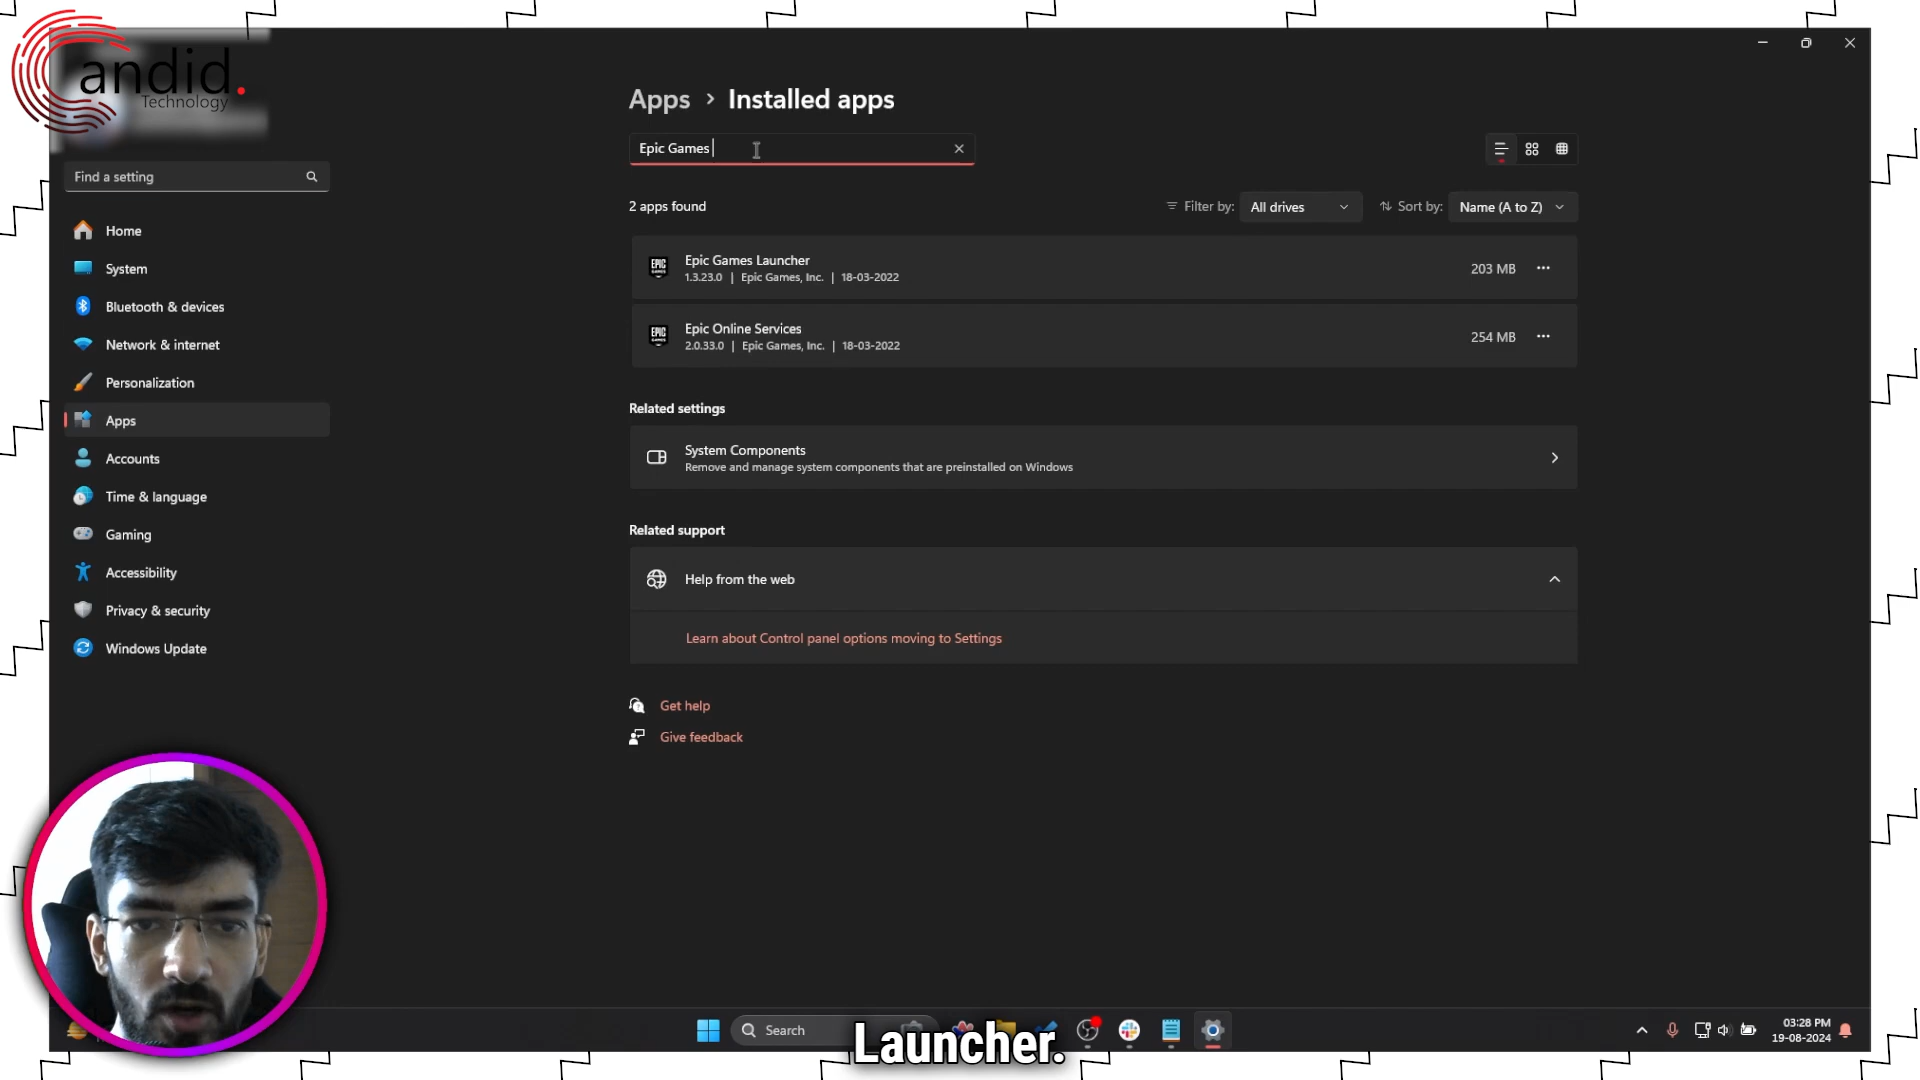 Candid.
Technology
Apps > Installed apps
Epic Games
Find a setting
2 apps found
Filter by: All drives
Sort by: Name (A to Z)
Home
System
Bluetooth & devices
Network & internet
Personalization
Apps
Accounts
Time & language
Gaming
Accessibility
Privacy & security
Windows Update
Epic Games Launcher
1.3.23.0 | Epic Games, Inc. | 18-03-2022
203 MB
Epic Online Services
2.0.33.0 | Epic Games, Inc. | 18-03-2022
254 MB
Related settings
System Components
Remove and manage system components that are preinstalled on Windows
Related support
Help from the web
Learn about Control panel options moving to Settings
Get help
Give feedback
Search
Launcher.
03:28 PM
19-08-2024